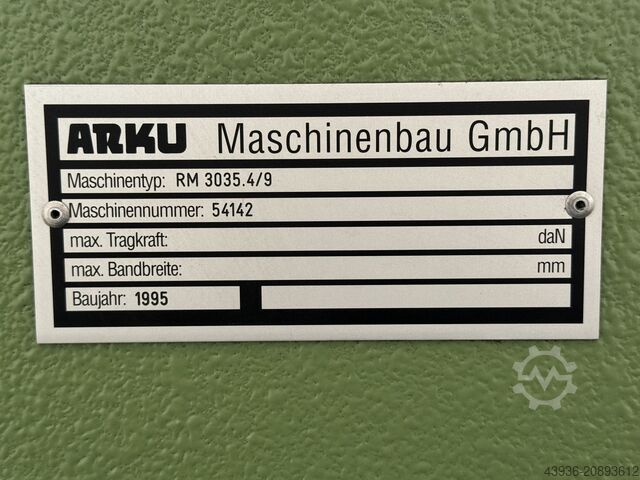 ARKU Maschinenbau GmbH
Maschinentyp: RM 3035.4/9
Maschinennummer: 54142
max. Tragkraft: daN
max. Bandbreite: mm
Baujahr: 1995
43936-20893612